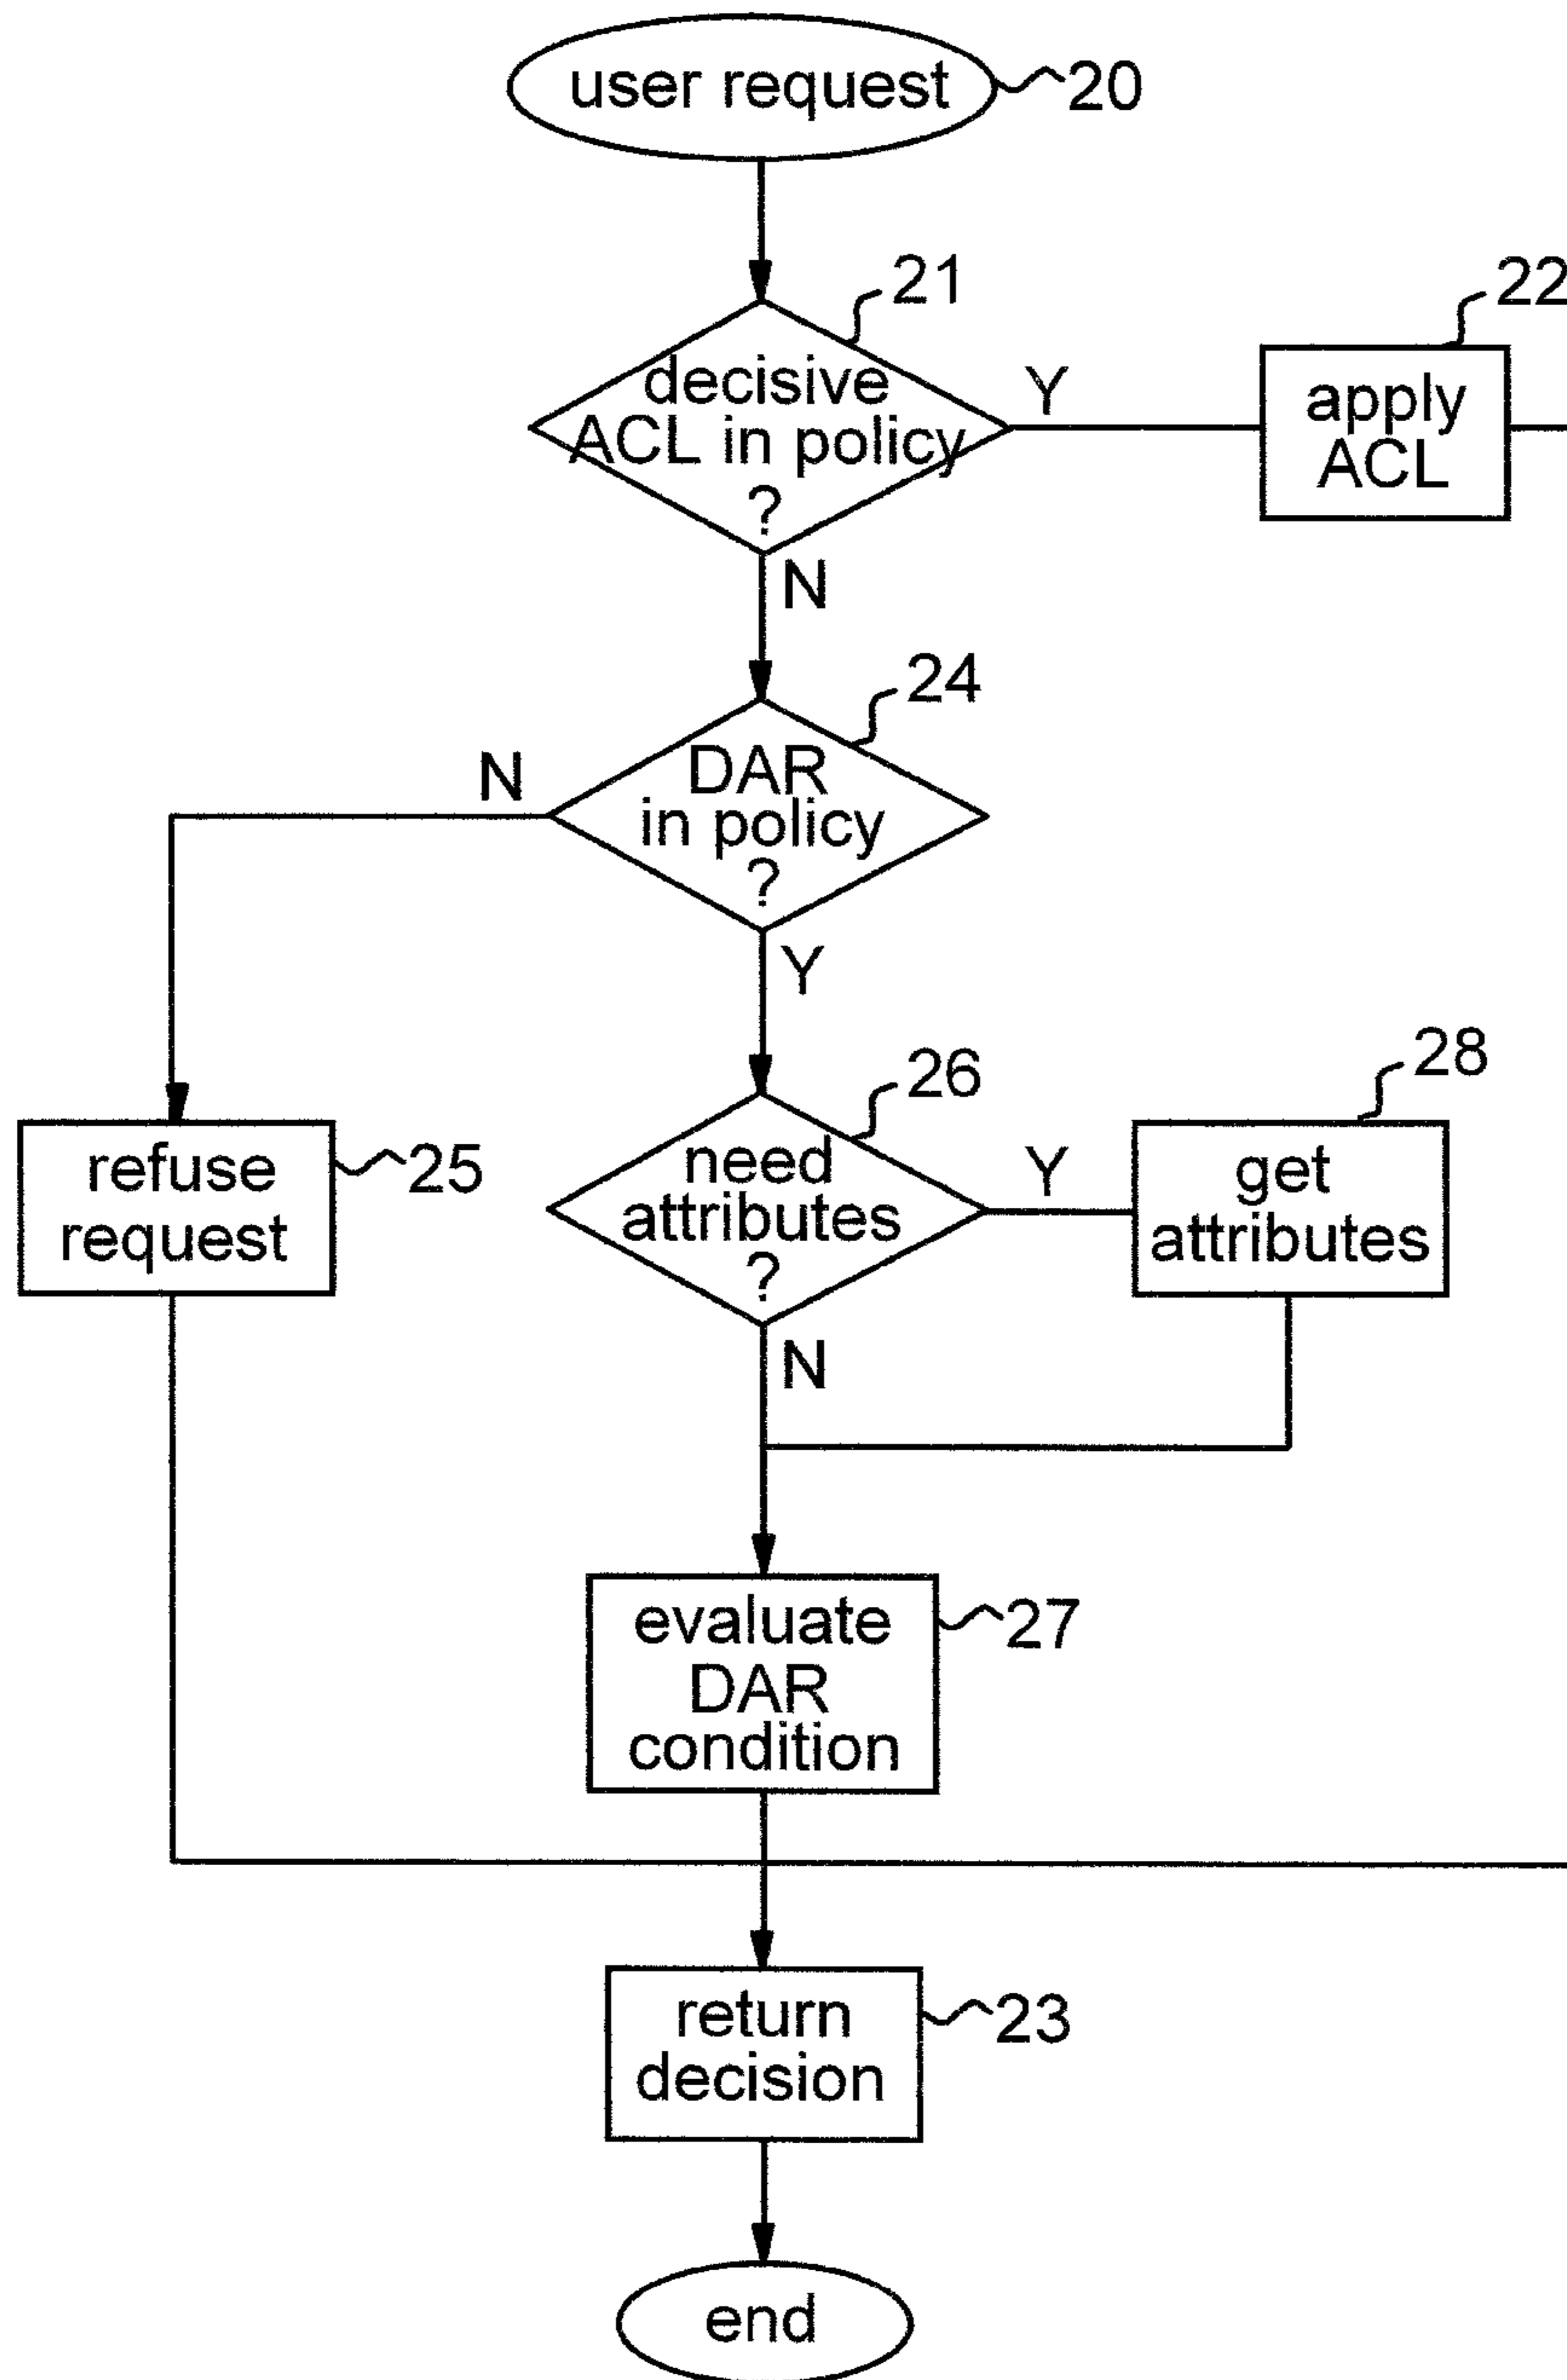 user request
20
21
decisive
ACL in policy
?
Y
22
apply
ACL
N
24
DAR
in policy
?
N
Y
26
need
attributes
?
Y
28
get
attributes
refuse
request
25
N
evaluate
DAR
condition
27
return
decision
23
end